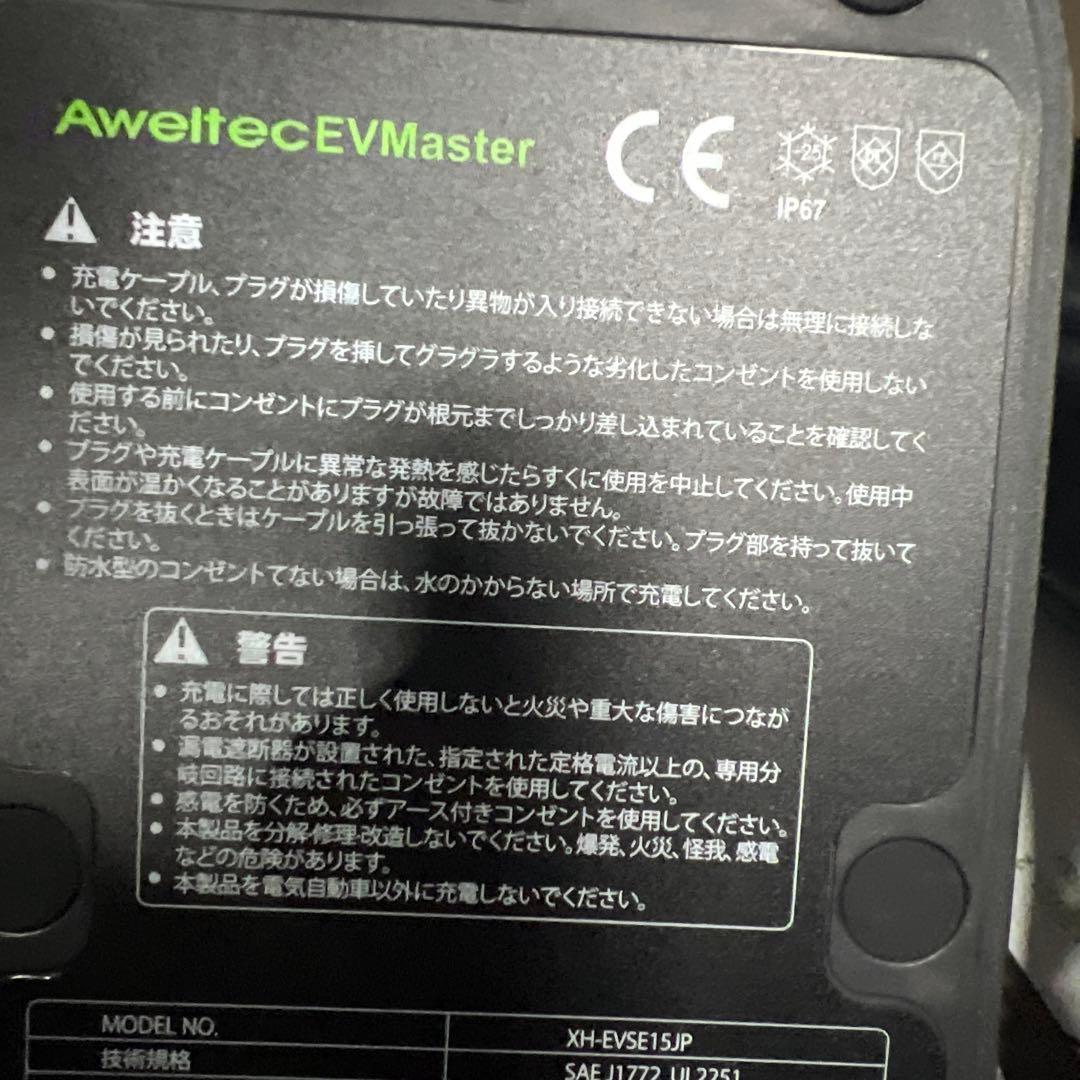 AweltecEVMaster
CE
-25
IP67
注意
• 充電ケーブル、プラグが損傷していたり異物が入り接続できない場合は無理に接続しな
いでください。
• 損傷が見られたり、プラグを挿してグラグラするような劣化したコンゼントを使用しない
でください。
• 使用する前にコンゼントにプラグが根元までしっかり差し込まれていることを確認してく
ださい。
• プラグや充電ケーブルに異常な発熱を感じたらすぐに使用を中止してください。使用中
表面が温かくなることがありますが故障ではありません。
• プラグを抜くときはケーブルを引っ張って抜かないでください。プラグ部を持って抜いて
ください。
• 防水型のコンゼントてない場合は、水のかからない場所で充電してください。
警告
• 充電に際しては正しく使用しないと火災や重大な傷害につなが
るおそれがあります。
• 漏電遮断器が設置された、指定された定格電流以上の、専用分
岐回路に接続されたコンゼントを使用してください。
• 感電を防ぐため、必ずアース付きコンゼントを使用してください。
• 本製品を分解·修理·改造しないでください。爆発、火災、怪我、感電
などの危険があります。
• 本製品を電気自動車以外に充電しないでください。
MODEL NO. XH-EVSE15JP
技術規格 SAE J1772, UL2251